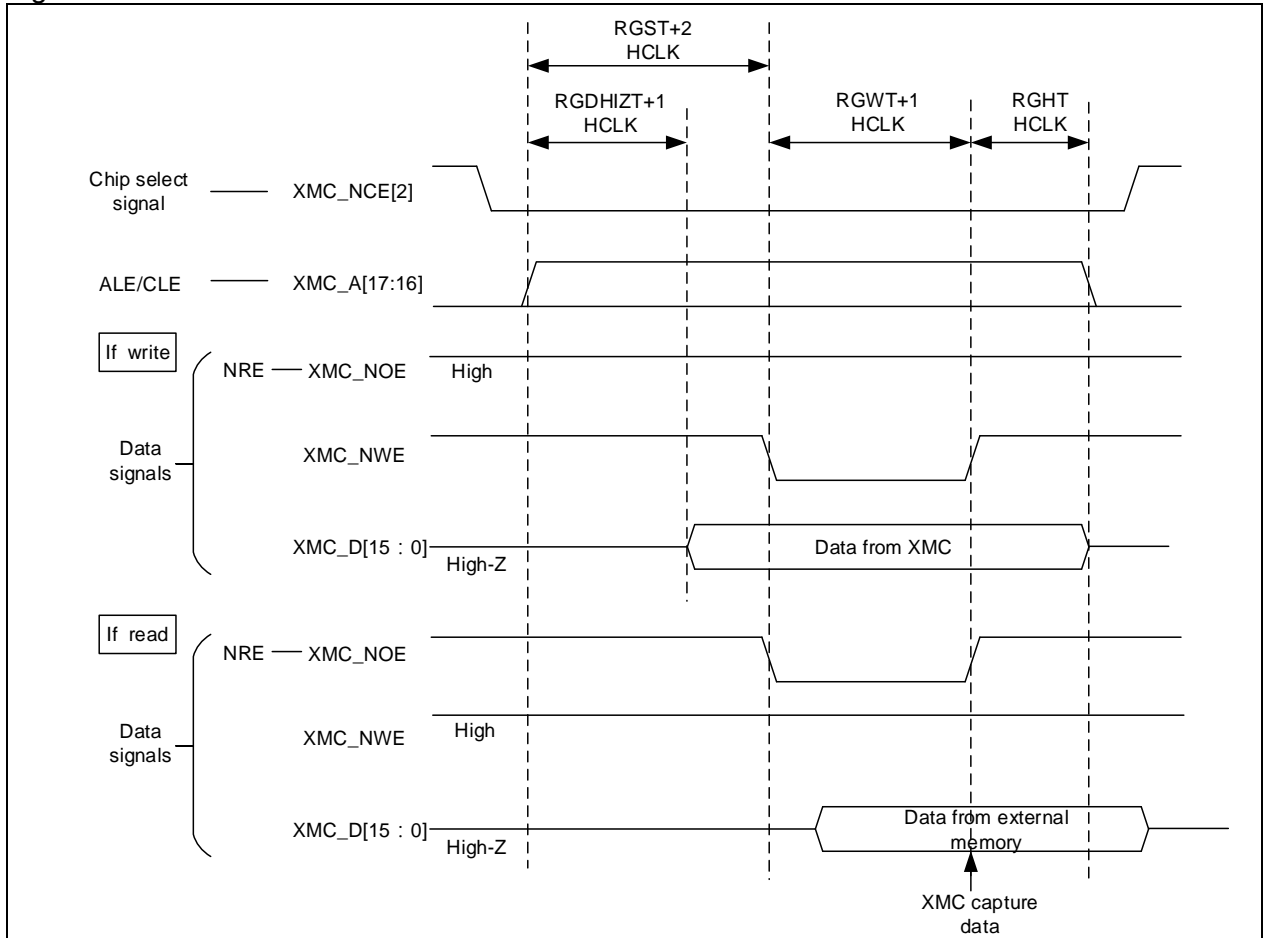 RGST+2
HCLK
RGDHIZT+1
HCLK
RGWT+1
HCLK
RGHT
HCLK
Chip select
signal
XMC_NCE[2]
ALE/CLE
XMC_A[17:16]
If write
NRE
XMC_NOE
High
Data
signals
XMC_NWE
XMC_D[15 : 0]
High-Z
Data from XMC
If read
NRE
XMC_NOE
Data
signals
XMC_NWE
High
XMC_D[15 : 0]
High-Z
Data from external
memory
XMC capture
data